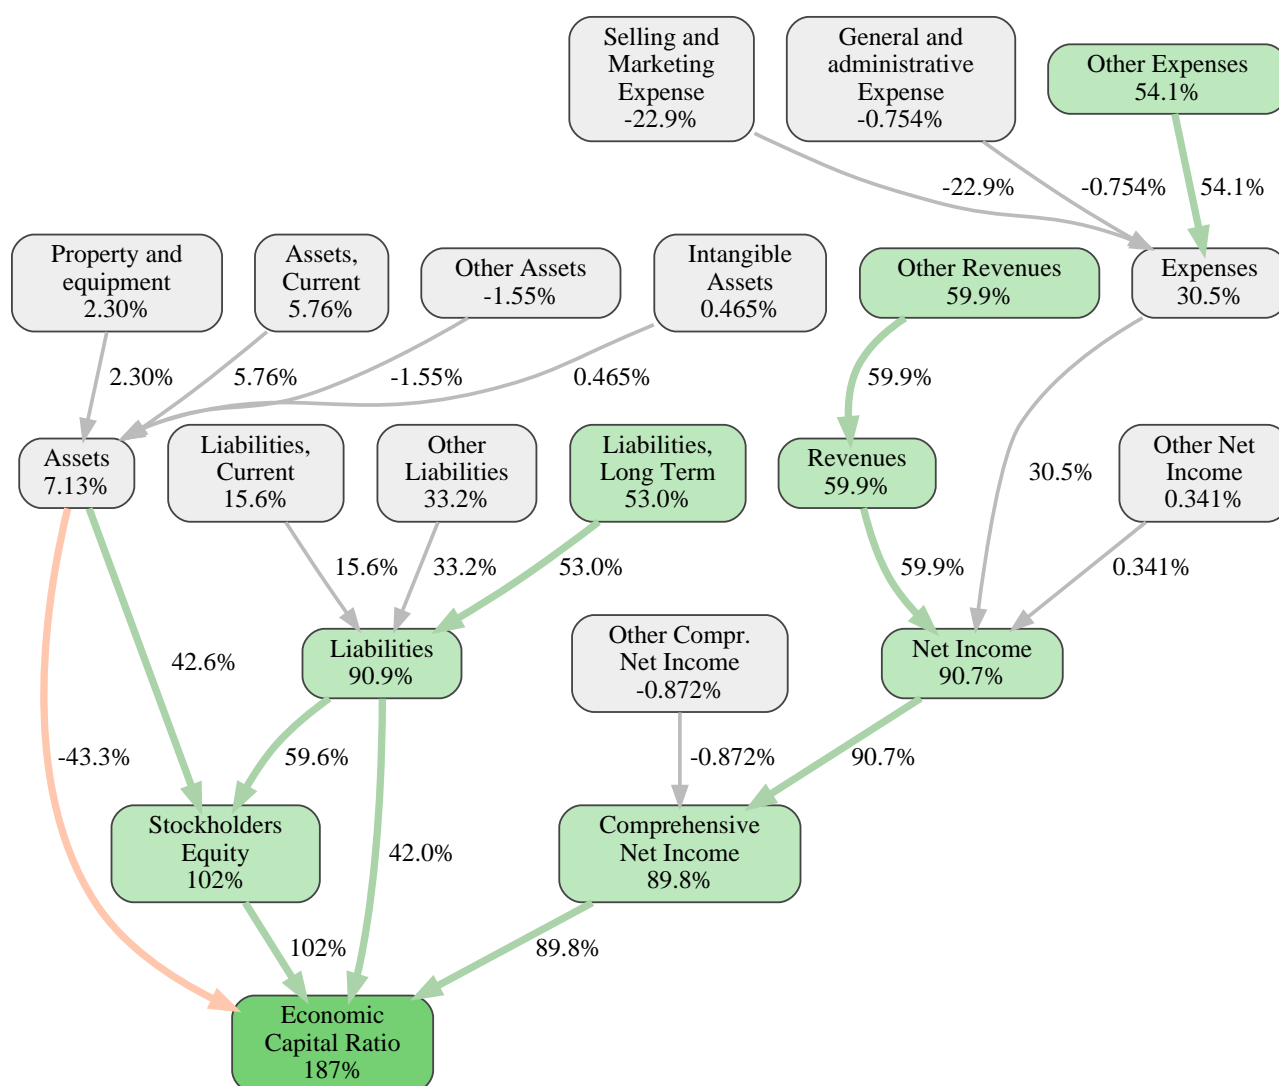 Selling and
Marketing
Expense
-22.9%
General and
administrative
Expense
-0.754%
Other Expenses
54.1%
-22.9%
-0.754%
54.1%
Property and
equipment
2.30%
Assets,
Current
5.76%
Other Assets
-1.55%
Intangible
Assets
0.465%
Other Revenues
59.9%
Expenses
30.5%
2.30%
5.76%
-1.55%
0.465%
59.9%
30.5%
Assets
7.13%
Liabilities,
Current
15.6%
Other
Liabilities
33.2%
Liabilities,
Long Term
53.0%
Revenues
59.9%
Other Net
Income
0.341%
15.6%
33.2%
53.0%
59.9%
0.341%
42.6%
Liabilities
90.9%
Other Compr.
Net Income
-0.872%
Net Income
90.7%
-43.3%
59.6%
-0.872%
90.7%
Stockholders
Equity
102%
42.0%
Comprehensive
Net Income
89.8%
102%
89.8%
Economic
Capital Ratio
187%